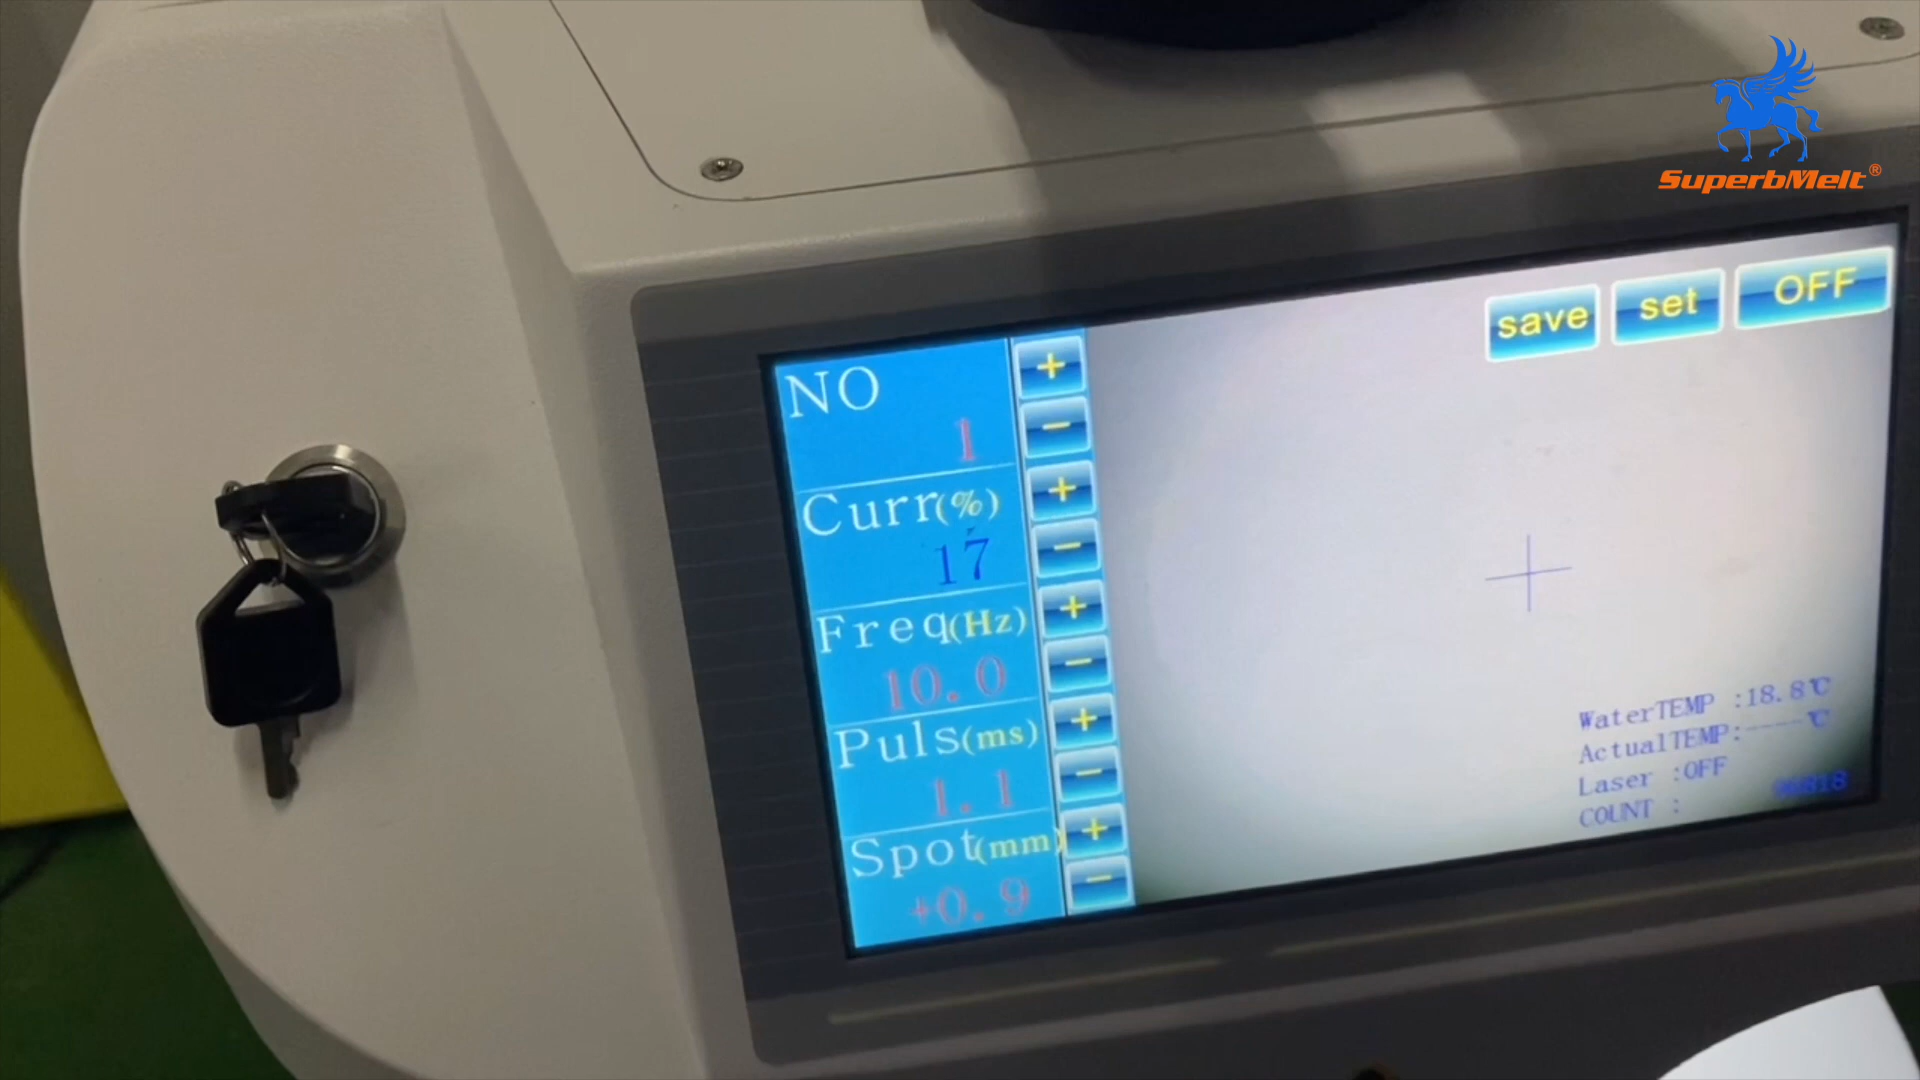 SuperbMelt®
save set OFF
NO
1
Curr(%)
17
Freq(Hz)
10.0
Puls(ms)
1.1
Spot(mm)
+0.9
WaterTEMP :18.8℃
ActualTEMP:----℃
Laser :OFF
COUNT :